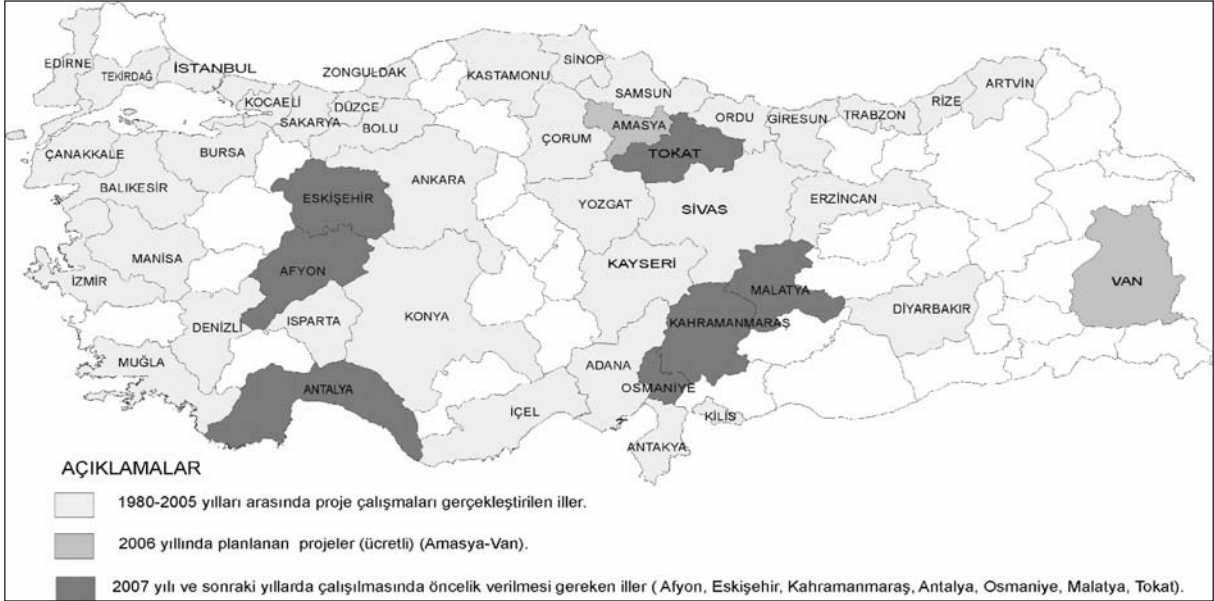 EDİRNE
TEKİRDAĞ
İSTANBUL
KOCAELİ
SAKARYA
DÜZCE
BOLU
ZONGULDAK
KASTAMONU
SİNOP
SAMSUN
ÇORUM
AMASYA
TOKAT
ORDU
GİRESUN
TRABZON
RİZE
ARTVİN
ÇANAKKALE
BURSA
BALIKESİR
ESKİŞEHİR
ANKARA
YOZGAT
SİVAS
ERZİNCAN
MANİSA
İZMİR
AFYON
KAYSERİ
MALATYA
VAN
DİYARBAKIR
DENİZLİ
ISPARTA
KONYA
KAHRAMANMARAŞ
MUĞLA
ANTALYA
ADANA
OSMANIYE
İÇEL
KİLIS
ANTAKYA
AÇIKLAMALAR
1980-2005 yılları arasında proje çalışmaları gerçekleştirilen iller.
2006 yıllında planlanan projeler (ücretli) (Amasya-Van).
2007 yılı ve sonraki yıllarda çalışılmasında öncelik verilmesi gereken iller ( Afyon, Eskişehir, Kahramanmaraş, Antalya, Osmaniye, Malatya, Tokat).